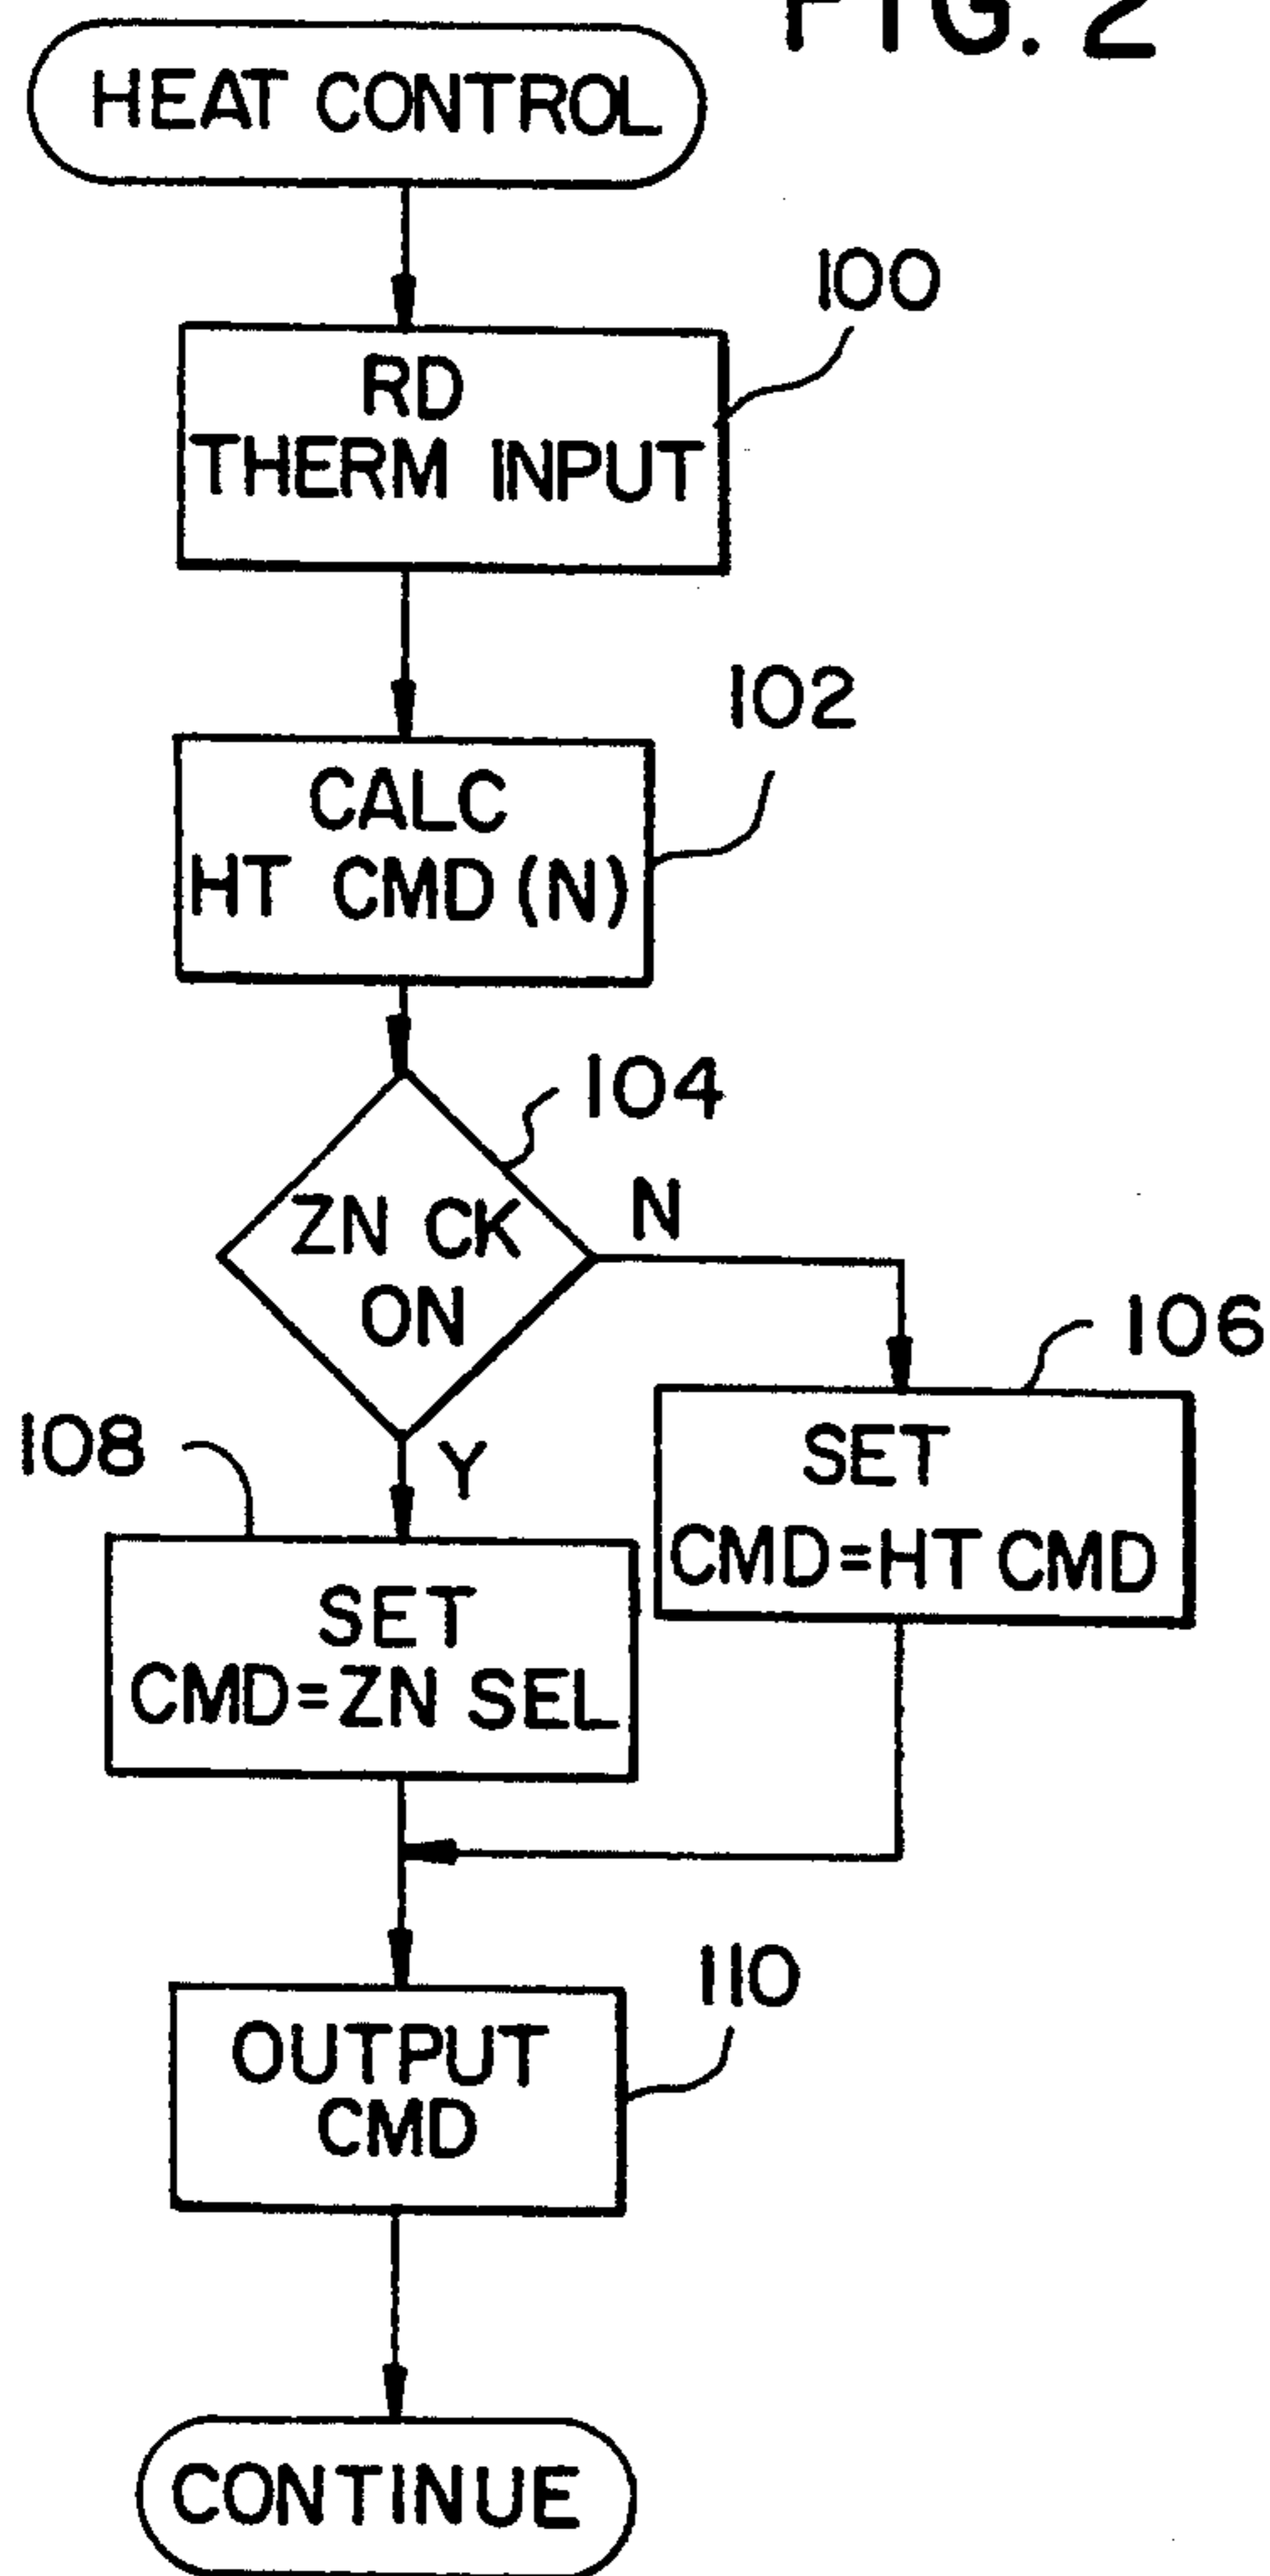 FIG. 2
HEAT CONTROL
100
RD
THERM INPUT
102
CALC
HT CMD (N)
104
ZN CK
ON
N
106
SET
CMD=HT CMD
108
Y
SET
CMD=ZN SEL
110
OUTPUT
CMD
CONTINUE